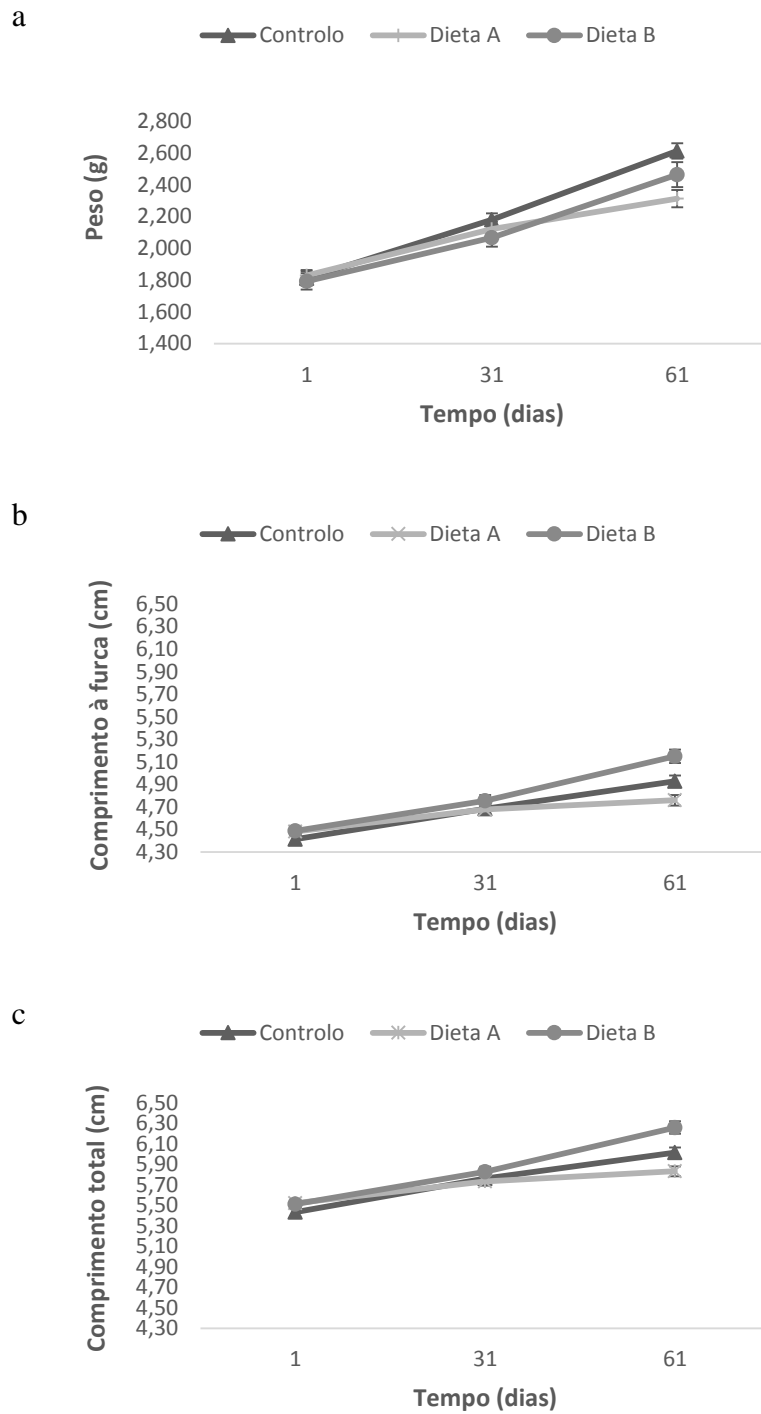 a
Controlo Dieta A Dieta B
2,800
2,600
2,400
2,200
2,000
1,800
1,600
1,400
Peso (g)
1 31 61
Tempo (dias)
b
Controlo Dieta A Dieta B
6,50
6,30
6,10
5,90
5,70
5,50
5,30
5,10
4,90
4,70
4,50
4,30
Comprimento à furca (cm)
1 31 61
Tempo (dias)
c
Controlo Dieta A Dieta B
6,50
6,30
6,10
5,90
5,70
5,50
5,30
5,10
4,90
4,70
4,50
4,30
Comprimento total (cm)
1 31 61
Tempo (dias)